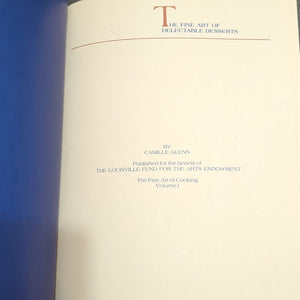 THE FINE ART OF
DELECTABLE DESSERTS
BY
CAMILLE GLENN
Published for the benefit of
THE LOUISVILLE FUND FOR THE ARTS ENDOWMENT
The Fine Art of Cooking
Volume I